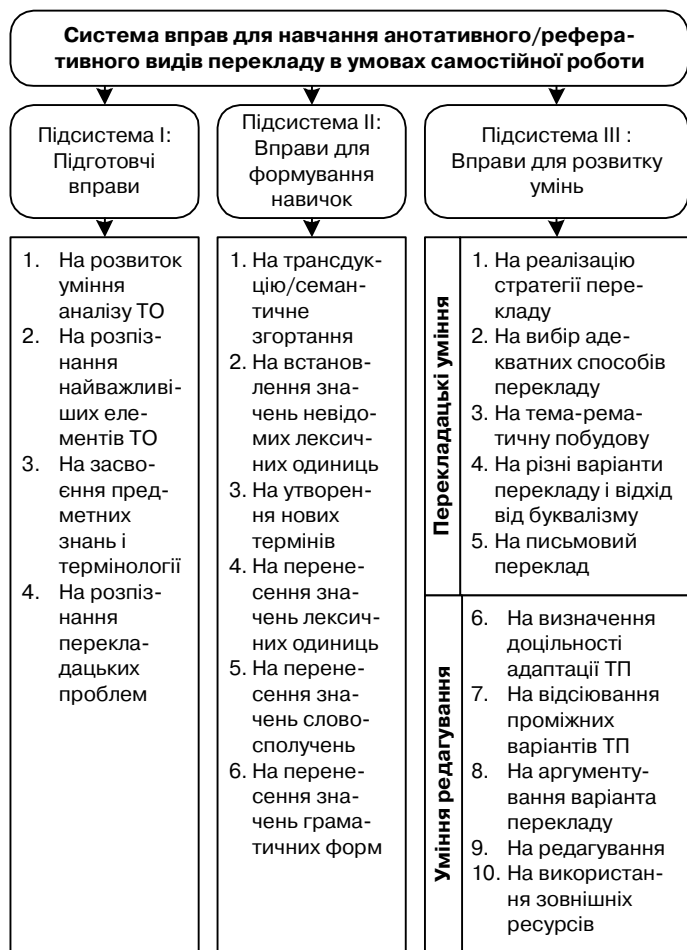 Система вправ для навчання анотативного/рефера-
тивного видів перекладу в умовах самостійної роботи
Підсистема I:
Підготовчі
вправи
Підсистема II:
Вправи для
формування
навичок
Підсистема III :
Вправи для розвитку
умінь
1. На розвиток
уміння
аналізу ТО
2. На розпіз-
нання
найважливі-
ших еле-
ментів ТО
3. На засво-
єння пред-
метних
знань і
термінології
4. На розпіз-
нання
перекла-
дацьких
проблем
1. На трансдук-
цію/семан-
тичне
згортання
2. На встанов-
лення зна-
чень невідо-
мих лексич-
них одиниць
3. На утворен-
ня нових
термінів
4. На перене-
сення зна-
чень лекси-
чних одиниць
5. На перене-
сення зна-
чень слово-
сполучень
6. На перене-
сення зна-
чень грама-
тичних форм
Перекладацькі уміння
1. На реалізацію
стратегії пере-
кладу
2. На вибір аде-
кватних способів
перекладу
3. На тема-рема-
тичну побудову
4. На різні варіанти
перекладу і відхід
від буквалізму
5. На письмовий
переклад
Уміння редагування
6. На визначення
доцільності
адаптації ТП
7. На відсіювання
проміжних
варіантів ТП
8. На аргументу-
вання варіанта
перекладу
9. На редагування
10. На використан-
ня зовнішніх
ресурсів